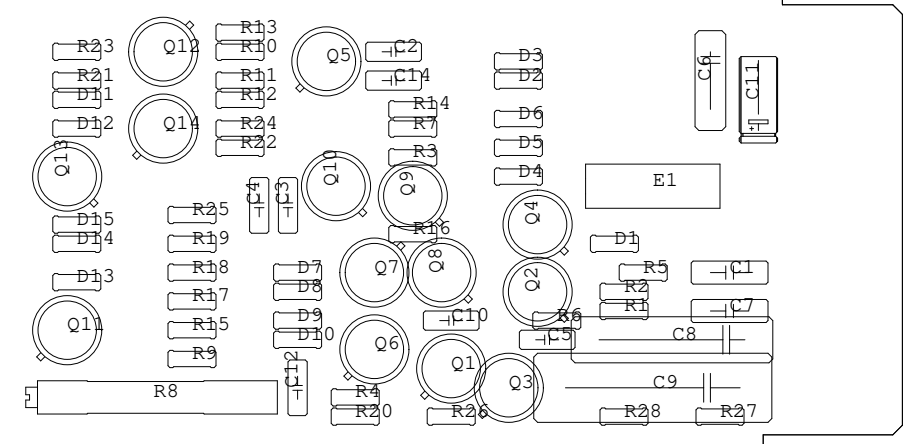 R13
R23 Q12 R10 Q5 C2 D3 C6
R21 R11 C14 D2 C11
D11 R12 R14 D6
D12 Q14 R24 R7
R22 R3 D5
Q13 Q10 Q9 D4 E1
C4 C3
D15 R25 Q4
D14 R19 R16 D1
D13 R18 D7 Q7 Q8 Q2 R5 C1
R17 D8 R2
Q11 R15 D9 C10 R6 R1 C7
D10 Q6 C5 C8
R9 C12 Q1
R8 R4 Q3 C9
R20 R26 R28 R27
+